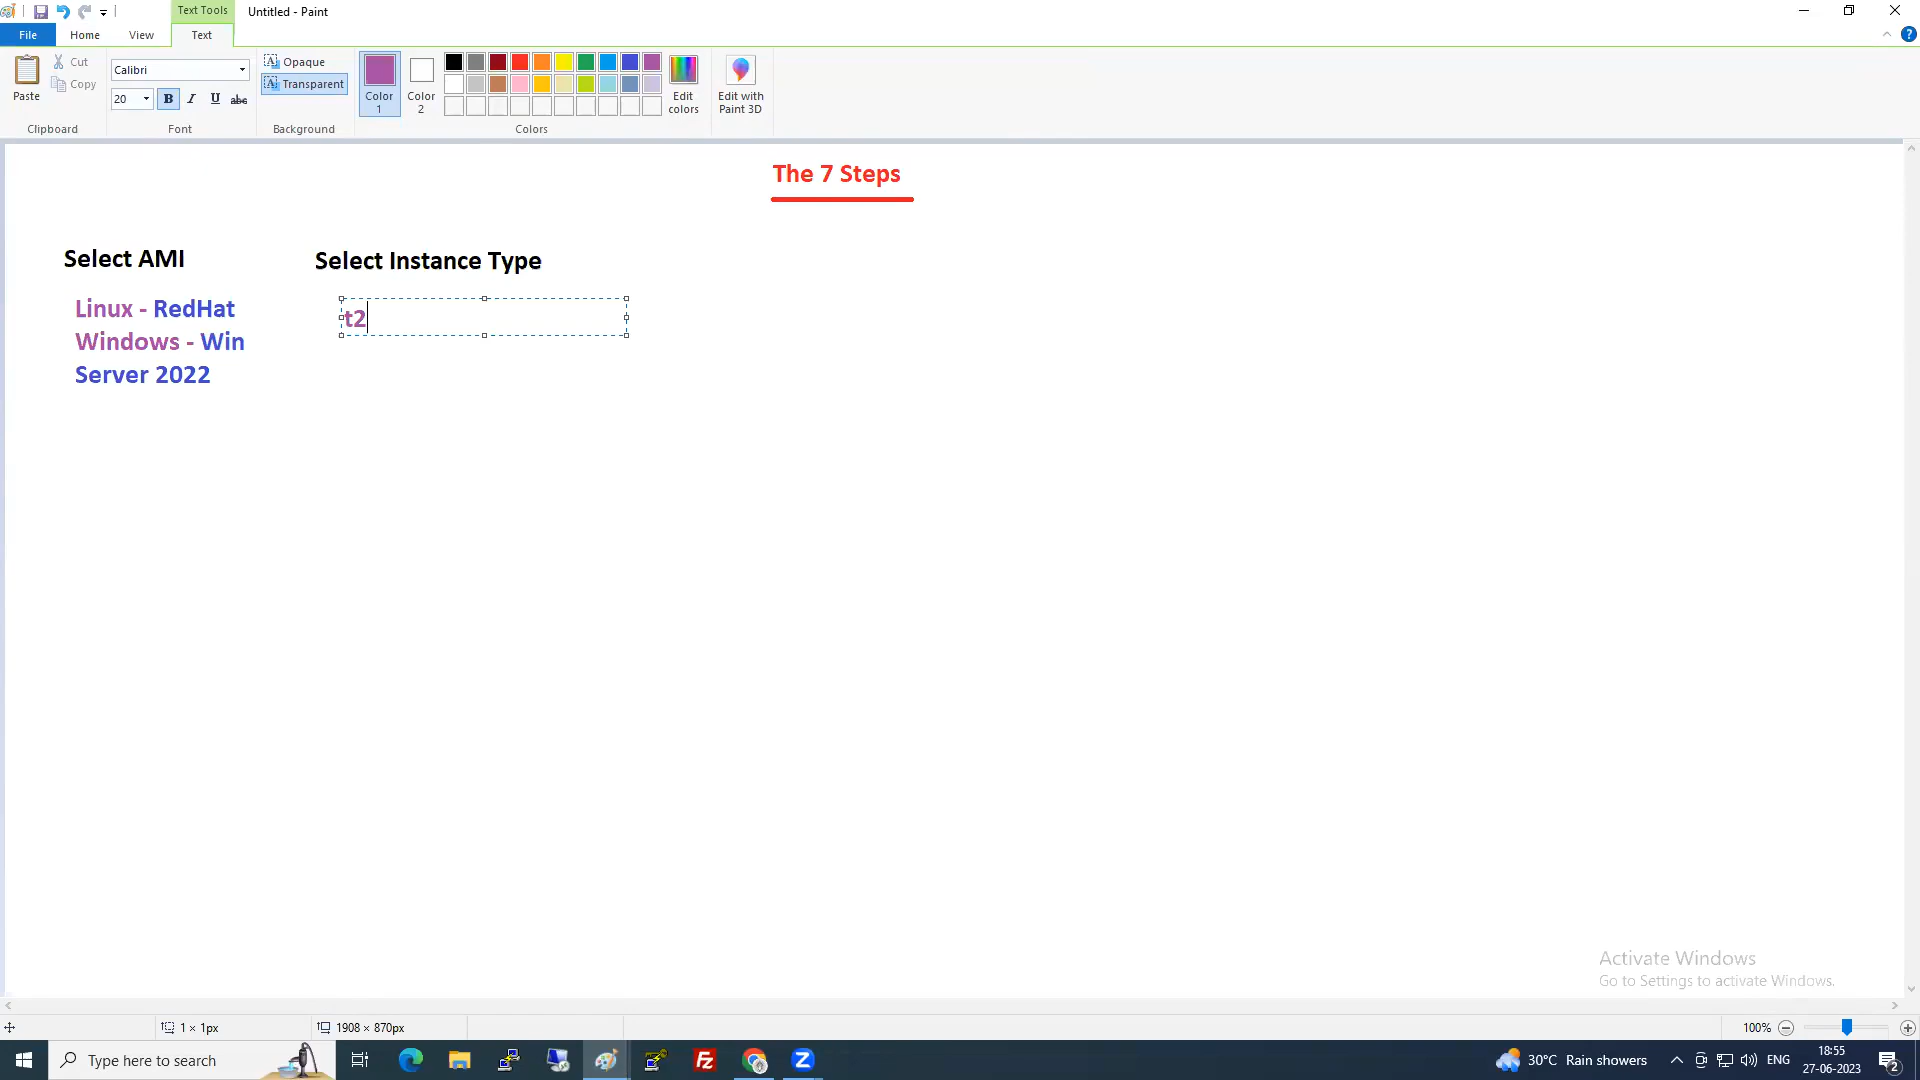 Text Tools
Untitled - Paint
File
Home
View
Text
Paste
Cut
Copy
Clipboard
Calibri
20
B
I
U
abc
Font
A Opaque
A Transparent
Background
Color
1
Color
2
Edit
colors
Colors
Edit with
Paint 3D
The 7 Steps
Select AMI
Linux - RedHat
Windows - Win
Server 2022
Select Instance Type
t2
Activate Windows
Go to Settings to activate Windows.
1 × 1px
1908 × 870px
100%
Type here to search
Fz
Z
30°C Rain showers
ENG
18:55
27-06-2023
2